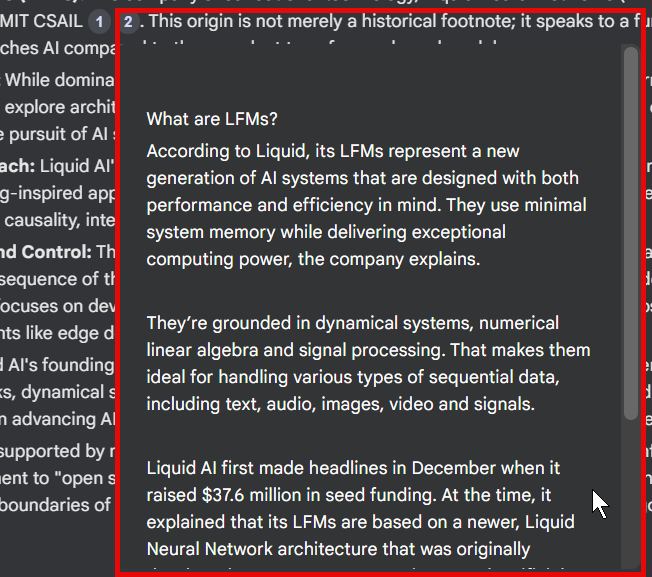 MIT CSAIL 1 2. This origin is not merely a historical footnote; it speaks to a fu
ches AI compa
While domina
explore archit
e pursuit of AI s
ach: Liquid AI'
g-inspired app
causality, inte
nd Control: Th
sequence of th
focuses on dev
nts like edge d
d AI's founding
ks, dynamical s
n advancing AI
supported by r
ment to "open s
boundaries of
What are LFMs?
According to Liquid, its LFMs represent a new
generation of AI systems that are designed with both
performance and efficiency in mind. They use minimal
system memory while delivering exceptional
computing power, the company explains.
They're grounded in dynamical systems, numerical
linear algebra and signal processing. That makes them
ideal for handling various types of sequential data,
including text, audio, images, video and signals.
Liquid AI first made headlines in December when it
raised $37.6 million in seed funding. At the time, it
explained that its LFMs are based on a newer, Liquid
Neural Network architecture that was originally